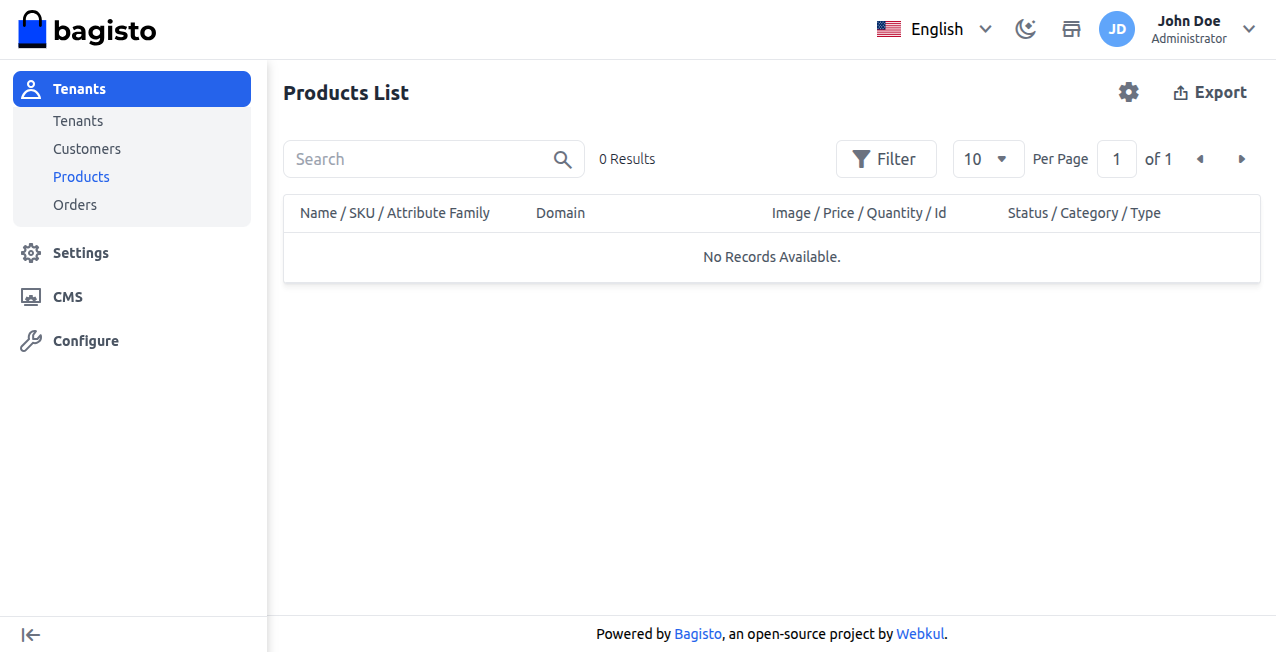 bagisto
English
JD
John Doe
Administrator
Tenants
Tenants
Customers
Products
Orders
Settings
CMS
Configure
Products List
Export
Search
0 Results
Filter
10
Per Page
1
of 1
Name / SKU / Attribute Family Domain Image / Price / Quantity / Id Status / Category / Type
No Records Available.
Powered by Bagisto, an open-source project by Webkul.